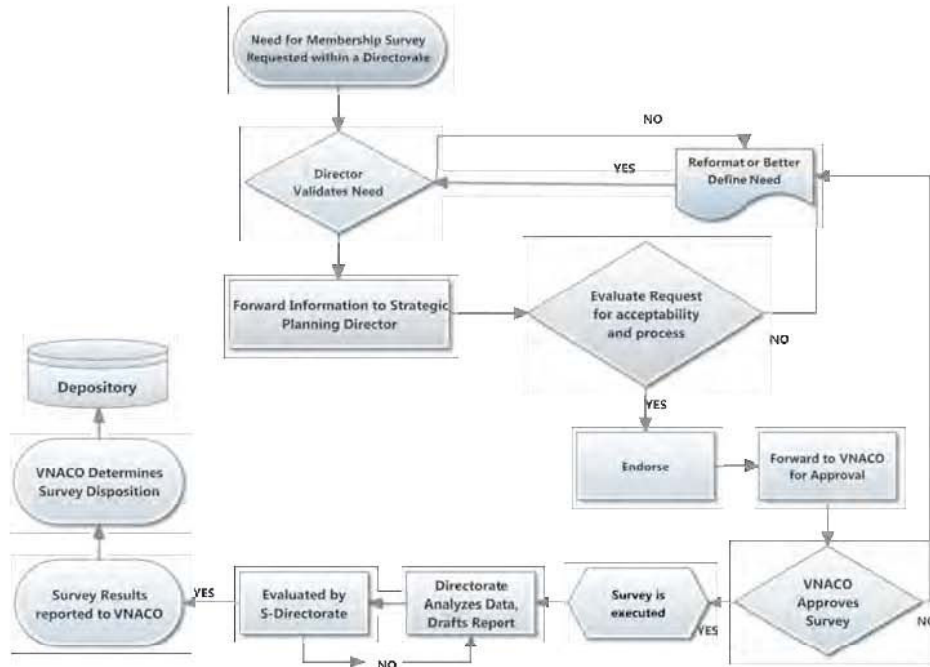 Need for Membership Survey
Requested within a Directorate
NO
YES
Reformat or Better
Define Need
Director
Validates Need
Forward Information to Strategic
Planning Director
Evaluate Request
for acceptability
and process
NO
YES
Depository
VNACO Determines
Survey Disposition
Endorse
Forward to VNACO
for Approval
Survey Results
reported to VNACO
YES
Evaluated by
S-Directorate
NO
Directorate
Analyzes Data,
Drafts Report
Survey is
executed
YES
VNACO
Approves
Survey
NO